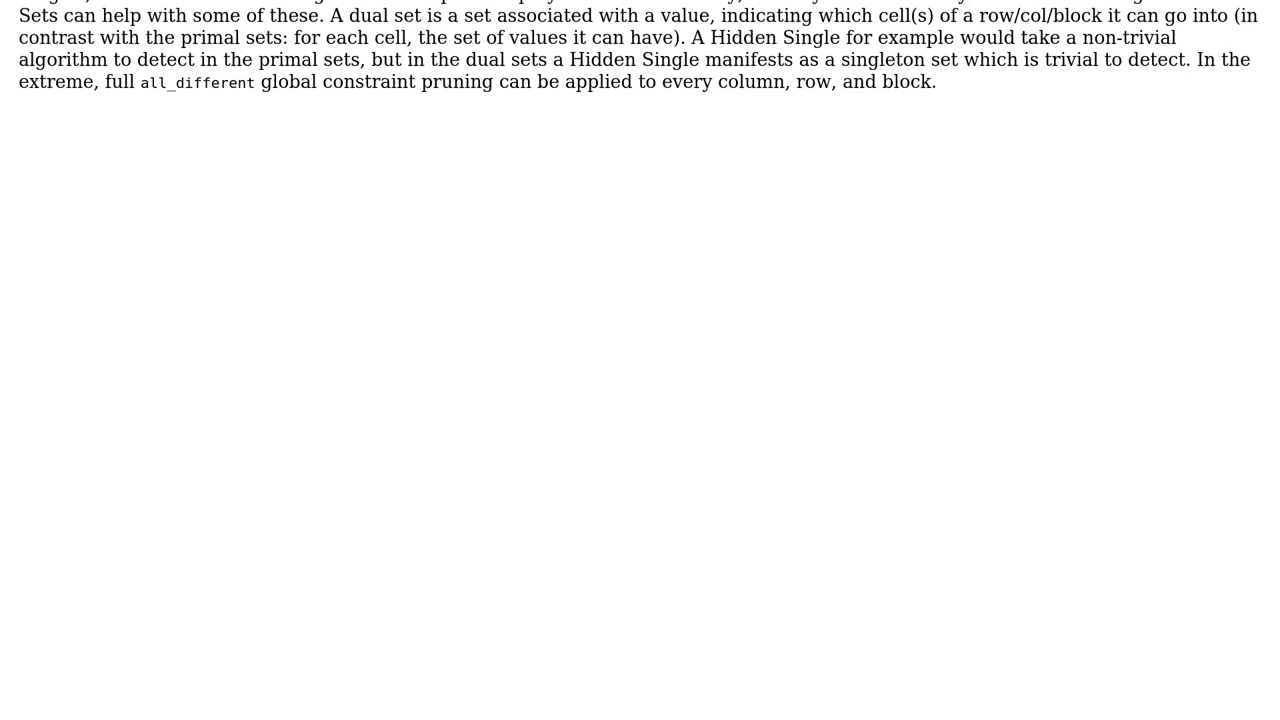 Sets can help with some of these. A dual set is a set associated with a value, indicating which cell(s) of a row/col/block it can go into (in
contrast with the primal sets: for each cell, the set of values it can have). A Hidden Single for example would take a non-trivial
algorithm to detect in the primal sets, but in the dual sets a Hidden Single manifests as a singleton set which is trivial to detect. In the
extreme, full all_different global constraint pruning can be applied to every column, row, and block.